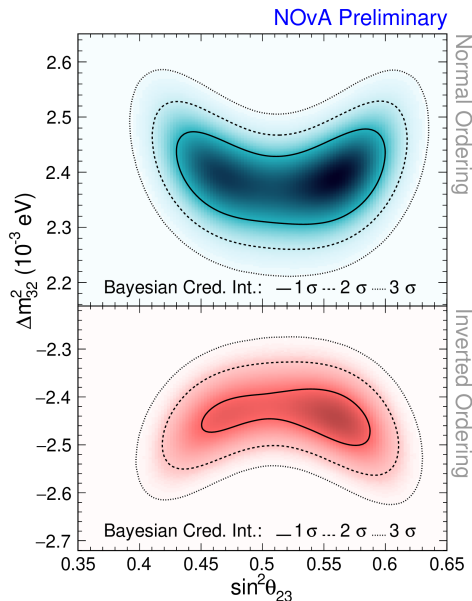 NOvA Preliminary
Normal Ordering
2.6
2.5
2.4
2.3
2.2
Δm²₃₂ (10⁻³ eV)
Bayesian Cred. Int.: 1 σ 2 σ 3 σ
Inverted Ordering
−2.3
−2.4
−2.5
−2.6
−2.7
Bayesian Cred. Int.: 1 σ 2 σ 3 σ
0.35 0.4 0.45 0.5 0.55 0.6 0.65
sin²θ₂₃